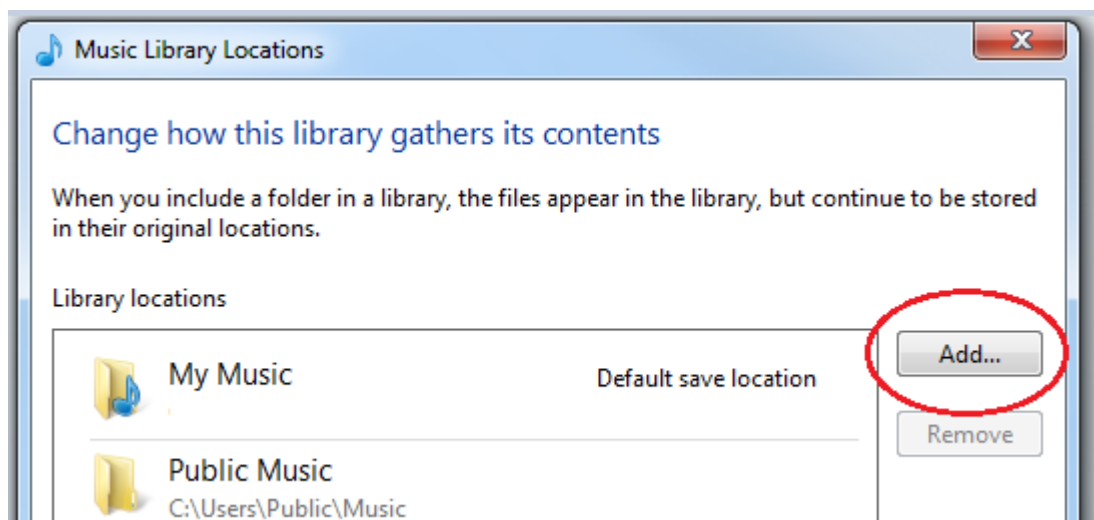 Music Library Locations
Change how this library gathers its contents
When you include a folder in a library, the files appear in the library, but continue to be stored
in their original locations.
Library locations
My Music Default save location
Add...
Remove
Public Music
C:\Users\Public\Music